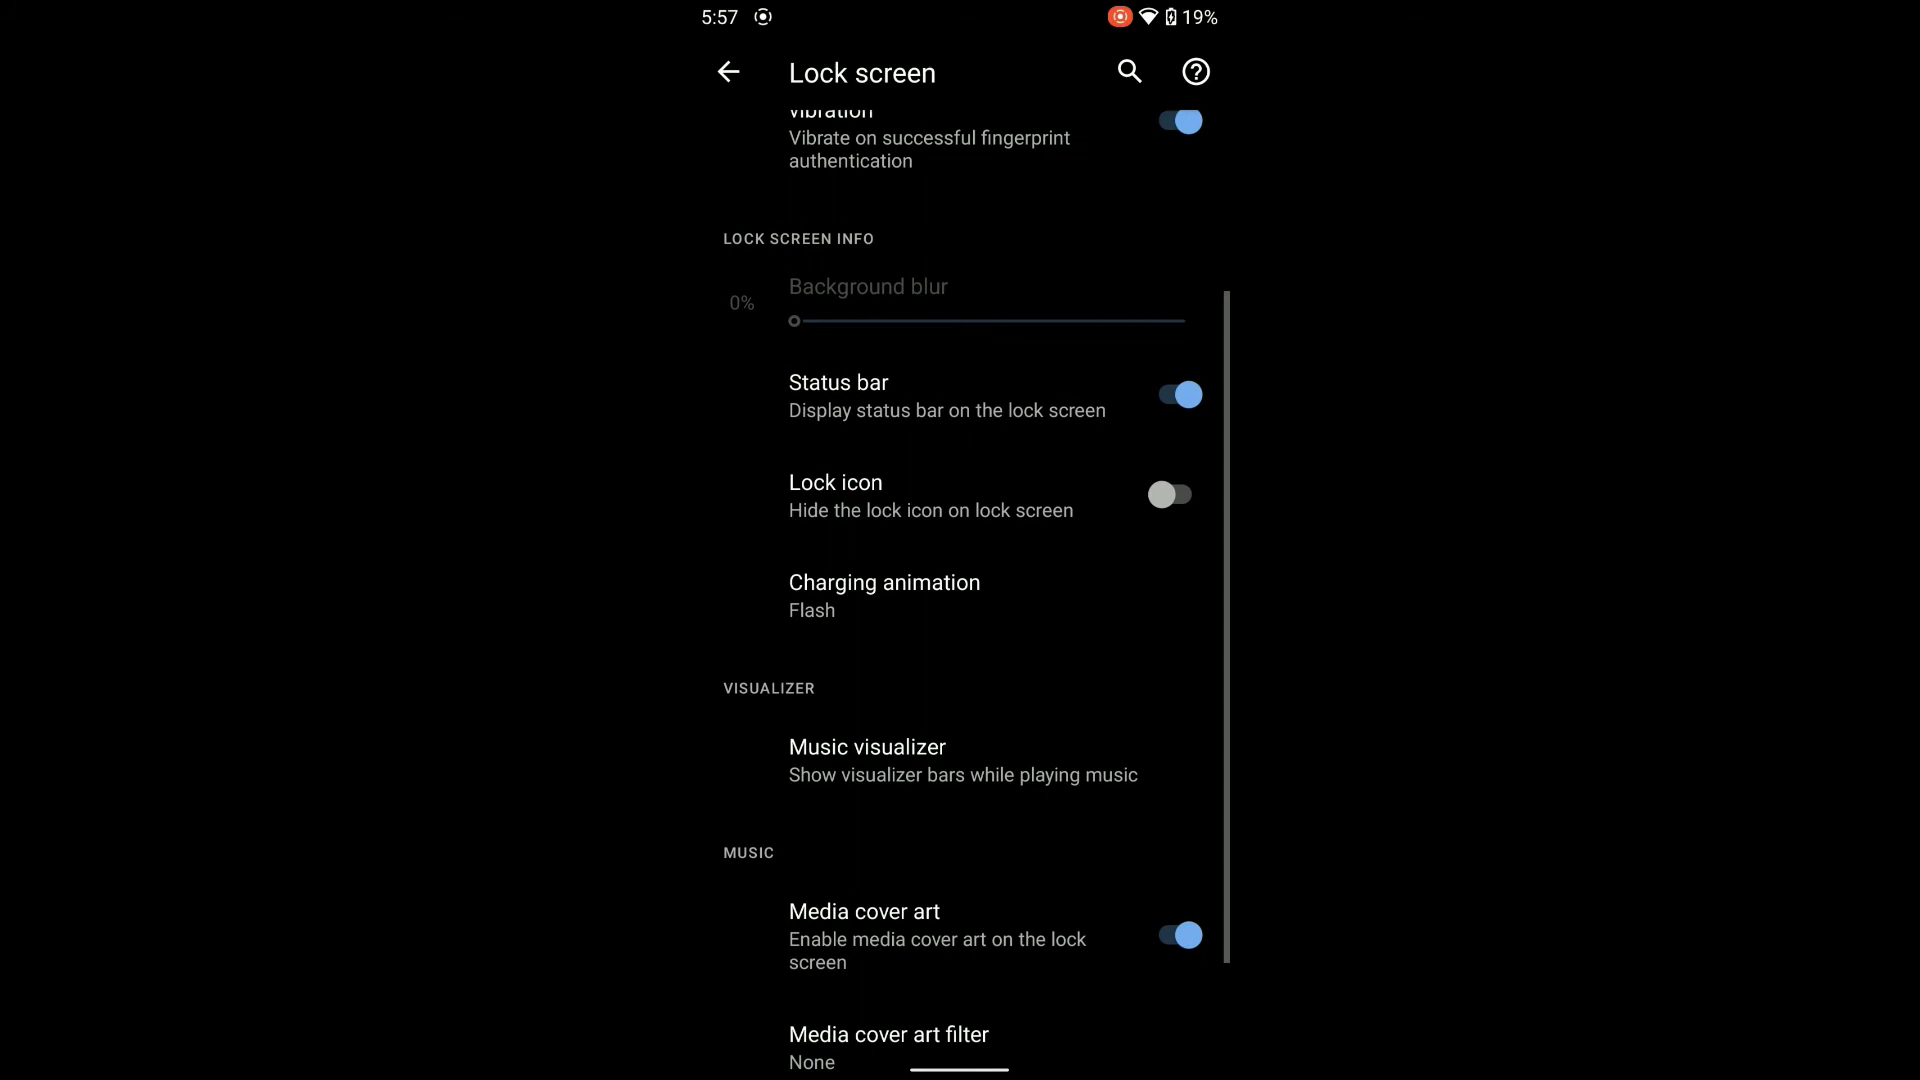 5:57
19%
Lock screen
Vibration
Vibrate on successful fingerprint
authentication
LOCK SCREEN INFO
Background blur
0%
Status bar
Display status bar on the lock screen
Lock icon
Hide the lock icon on lock screen
Charging animation
Flash
VISUALIZER
Music visualizer
Show visualizer bars while playing music
MUSIC
Media cover art
Enable media cover art on the lock
screen
Media cover art filter
None